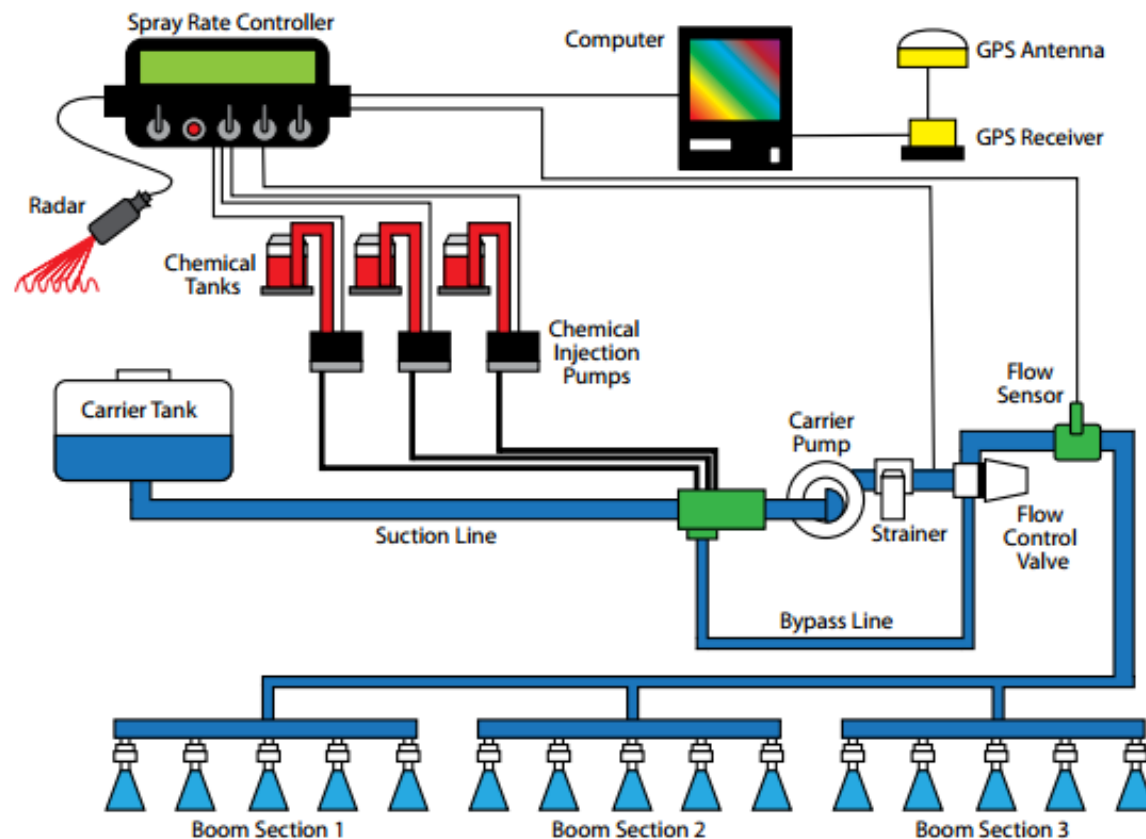 Spray Rate Controller
Computer
GPS Antenna
GPS Receiver
Radar
Chemical
Tanks
Chemical
Injection
Pumps
Flow
Sensor
Carrier Tank
Carrier
Pump
Suction Line
Strainer
Flow
Control
Valve
Bypass Line
Boom Section 1
Boom Section 2
Boom Section 3